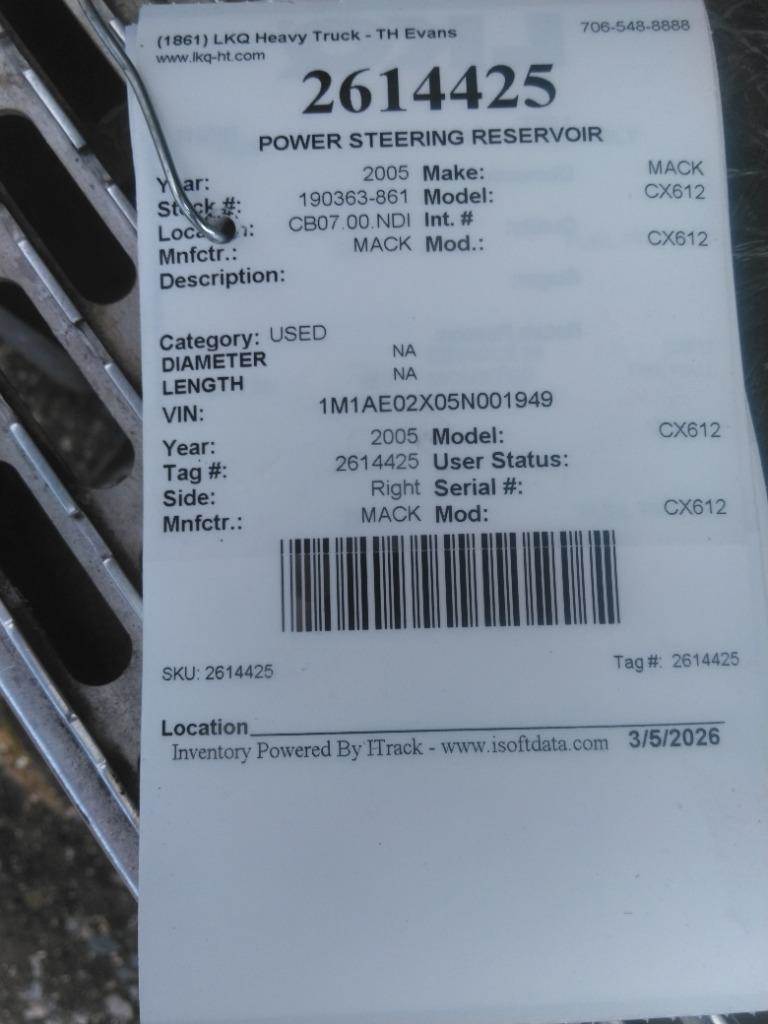 (1861) LKQ Heavy Truck - TH Evans 706-548-8888
www.lkq-ht.com
2614425
POWER STEERING RESERVOIR
Year: 2005 Make: MACK
Stock #: 190363-861 Model: CX612
Location: CB07.00.NDI Int. #
Mnfctr.: MACK Mod.: CX612
Description:
Category: USED
DIAMETER NA
LENGTH NA
VIN: 1M1AE02X05N001949
Year: 2005 Model: CX612
Tag #: 2614425 User Status:
Side: Right Serial #:
Mnfctr.: MACK Mod: CX612
SKU: 2614425 Tag #: 2614425
Location
Inventory Powered By ITrack - www.isoftdata.com 3/5/2026